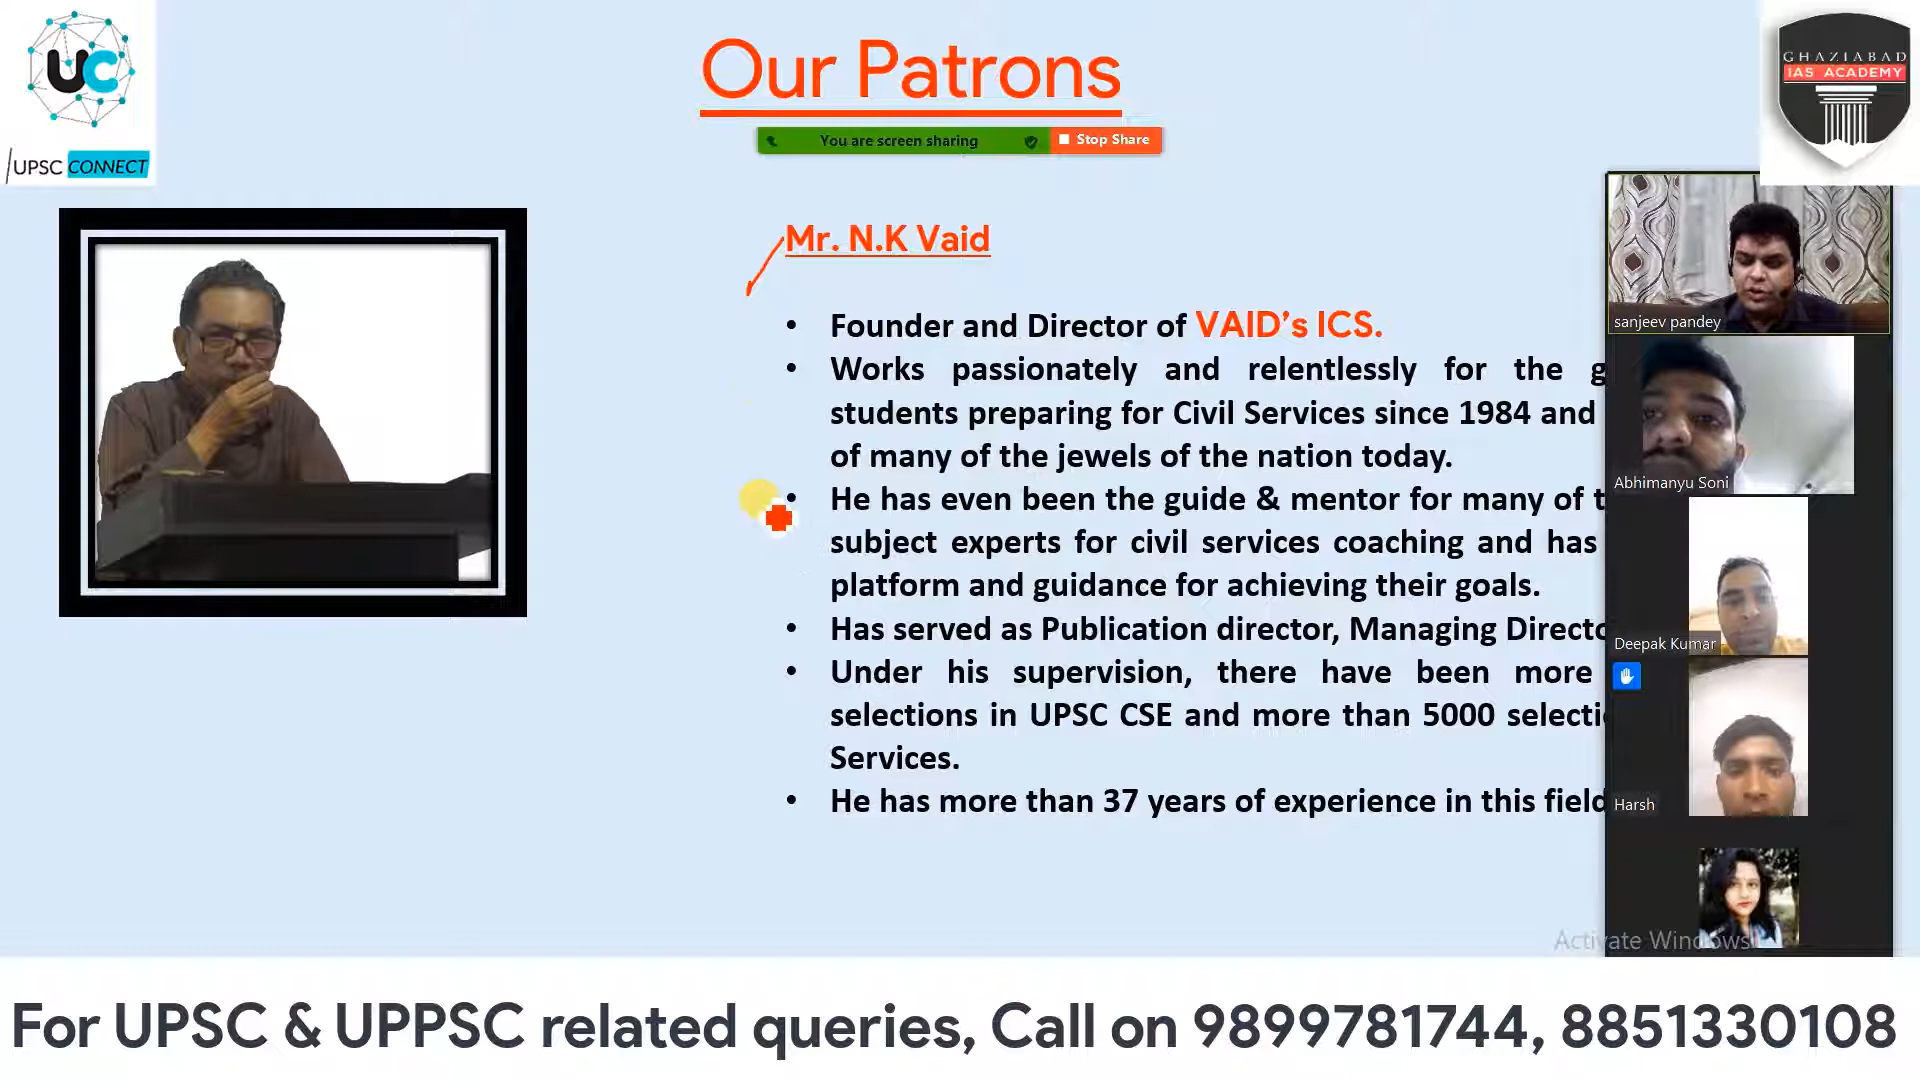 UC
UPSC CONNECT
Our Patrons
You are screen sharing
Stop Share
GHAZIABAD
IAS ACADEMY
Mr. N.K Vaid
• Founder and Director of VAID's ICS.
• Works passionately and relentlessly for the g
students preparing for Civil Services since 1984 and
of many of the jewels of the nation today.
• He has even been the guide & mentor for many of t
subject experts for civil services coaching and has
platform and guidance for achieving their goals.
• Has served as Publication director, Managing Directo
• Under his supervision, there have been more
selections in UPSC CSE and more than 5000 selecti
Services.
• He has more than 37 years of experience in this field
sanjeev pandey
Abhimanyu Soni
Deepak Kumar
Harsh
Activate Windows
For UPSC & UPPSC related queries, Call on 9899781744, 8851330108